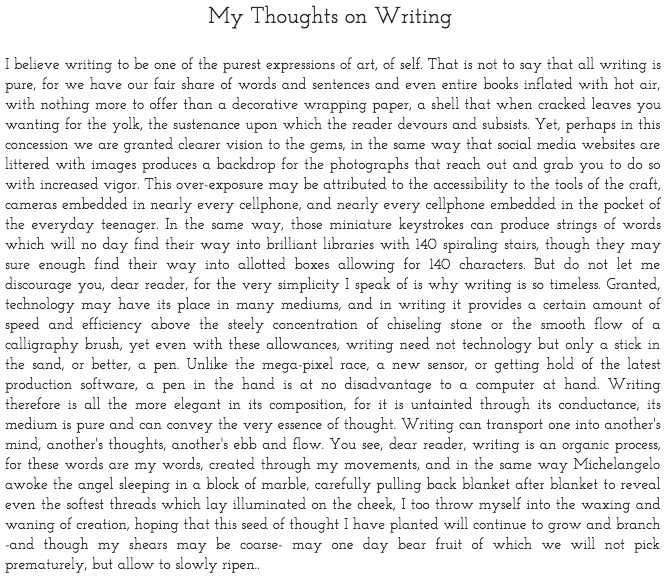 My Thoughts on Writing
I believe writing to be one of the purest expressions of art, of self. That is not to say that all writing is
pure, for we have our fair share of words and sentences and even entire books inflated with hot air,
with nothing more to offer than a decorative wrapping paper, a shell that when cracked leaves you
wanting for the yolk, the sustenance upon which the reader devours and subsists. Yet, perhaps in this
concession we are granted clearer vision to the gems, in the same way that social media websites are
littered with images produces a backdrop for the photographs that reach out and grab you to do so
with increased vigor. This over-exposure may be attributed to the accessibility to the tools of the craft,
cameras embedded in nearly every cellphone, and nearly every cellphone embedded in the pocket of
the everyday teenager. In the same way, those miniature keystrokes can produce strings of words
which will no day find their way into brilliant libraries with 140 spiraling stairs, though they may
sure enough find their way into allotted boxes allowing for 140 characters. But do not let me
discourage you, dear reader, for the very simplicity I speak of is why writing is so timeless. Granted,
technology may have its place in many mediums, and in writing it provides a certain amount of
speed and efficiency above the steely concentration of chiseling stone or the smooth flow of a
calligraphy brush, yet even with these allowances, writing need not technology but only a stick in
the sand, or better, a pen. Unlike the mega-pixel race, a new sensor, or getting hold of the latest
production software, a pen in the hand is at no disadvantage to a computer at hand. Writing
therefore is all the more elegant in its composition, for it is untainted through its conductance, its
medium is pure and can convey the very essence of thought. Writing can transport one into another's
mind, another's thoughts, another's ebb and flow. You see, dear reader, writing is an organic process,
for these words are my words, created through my movements, and in the same way Michelangelo
awoke the angel sleeping in a block of marble, carefully pulling back blanket after blanket to reveal
even the softest threads which lay illuminated on the cheek, I too throw myself into the waxing and
waning of creation, hoping that this seed of thought I have planted will continue to grow and branch
-and though my shears may be coarse- may one day bear fruit of which we will not pick
prematurely, but allow to slowly ripen..